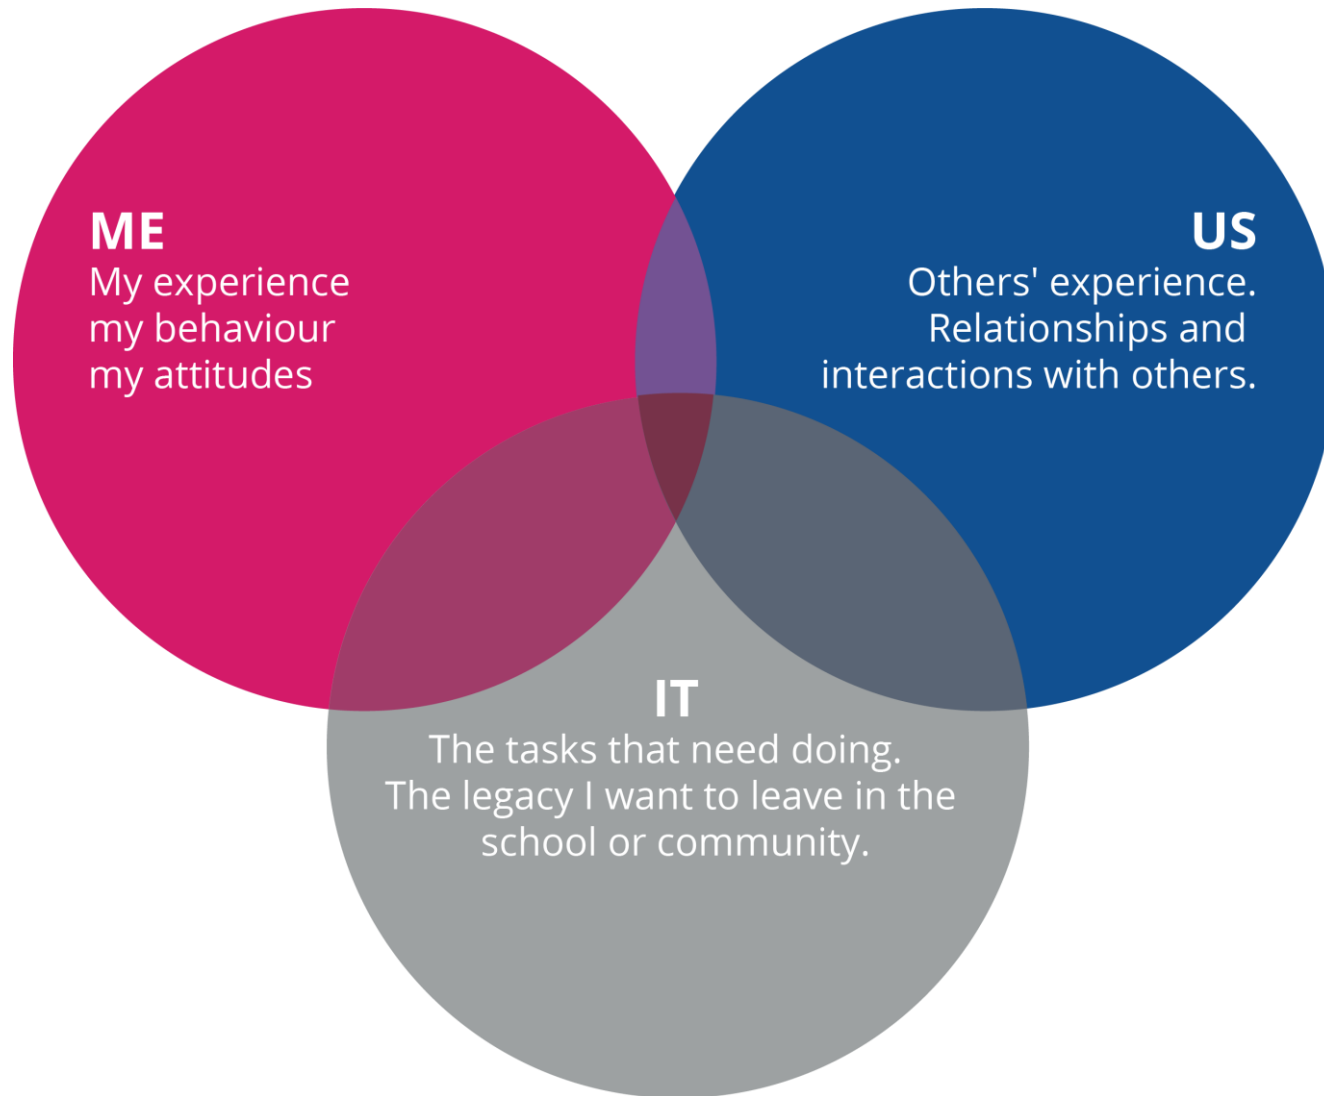 ME
My experience
my behaviour
my attitudes
US
Others' experience.
Relationships and
interactions with others.
IT
The tasks that need doing.
The legacy I want to leave in the
school or community.